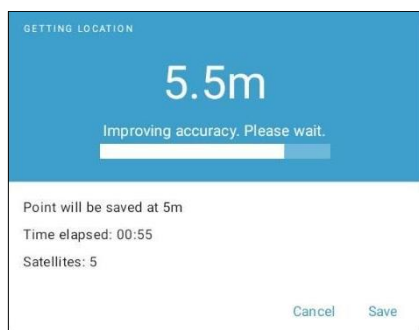 GETTING LOCATION
5.5m
Improving accuracy. Please wait.
Point will be saved at 5m
Time elapsed: 00:55
Satellites: 5
Cancel Save